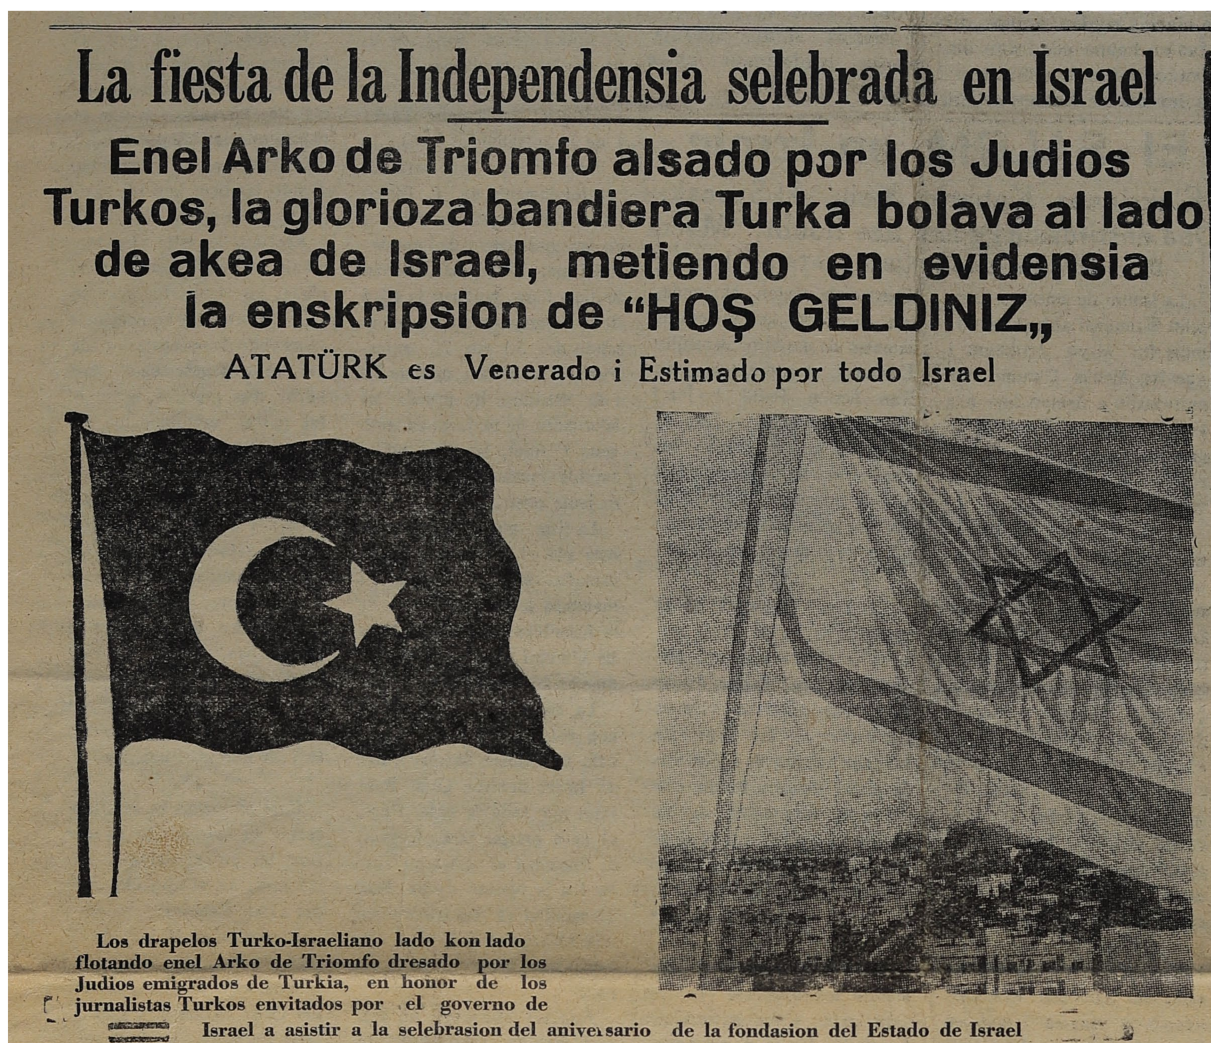 La fiesta de la Independensia selebrada en İsrael
Enel Arko de Triomfo alsado por los Judios
Turkos, la glorioza bandiera Turka bolava al lado
de akea de Israel, metiendo en evidensia
la enskripsion de “HOŞ GELDINIZ„
ATATÜRK es Venerado i Estimado por todo Israel
Los drapelos Turko-Israeliano lado kon lado
flotando enel Arko de Triomfo dresado por los
Judios emigrados de Turkia, en honor de los
jurnalistas Turkos envitados por el governo de
Israel a asistir a la selebrasion del aniversario de la fondasion del Estado de Israel